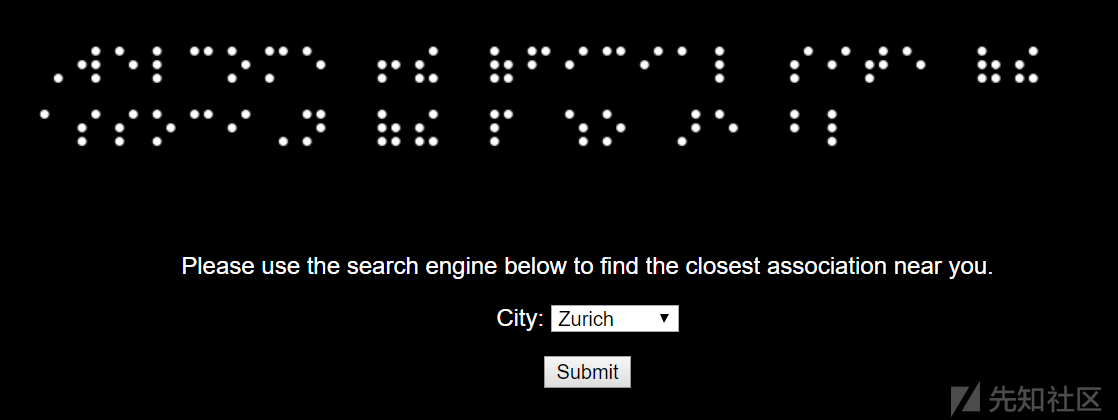 ⠠⠺⠑⠇⠉⠕⠍⠑ ⠖⠮ ⠷⠋⠊⠉⠊⠁⠇ ⠎⠊⠞⠑ ⠷⠮
⠁⠎⠎⠕⠉⠊⠠⠝ ⠷⠮ ⠏ ⠱⠕ ⠜⠑ ⠃⠇
Please use the search engine below to find the closest association near you.
City: Zurich
Submit
先知社区